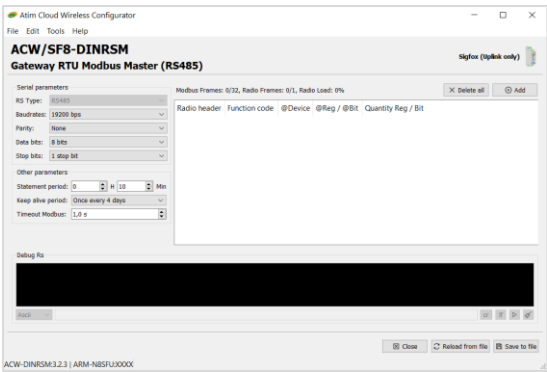 Atim Cloud Wireless Configurator
File Edit Tools Help
ACW/SF8-DINRSM
Gateway RTU Modbus Master (RS485)
Sigfox (Uplink only)
Serial parameters
RS Type: RS485
Baudrates: 19200 bps
Parity: None
Data bits: 8 bits
Stop bits: 1 stop bit
Other parameters
Statement period: 0 H 10 Min
Keep alive period: Once every 4 days
Timeout Modbus: 1,0 s
Modbus Frames: 0/32, Radio Frames: 0/1, Radio Load: 0%
Delete all Add
Radio header Function code @Device @Reg / @Bit Quantity Reg / Bit
Debug Rs
Ascii
Close Reload from file Save to file
ACW-DINRSM:3.2.3 | ARM-N8SFU:XXXX